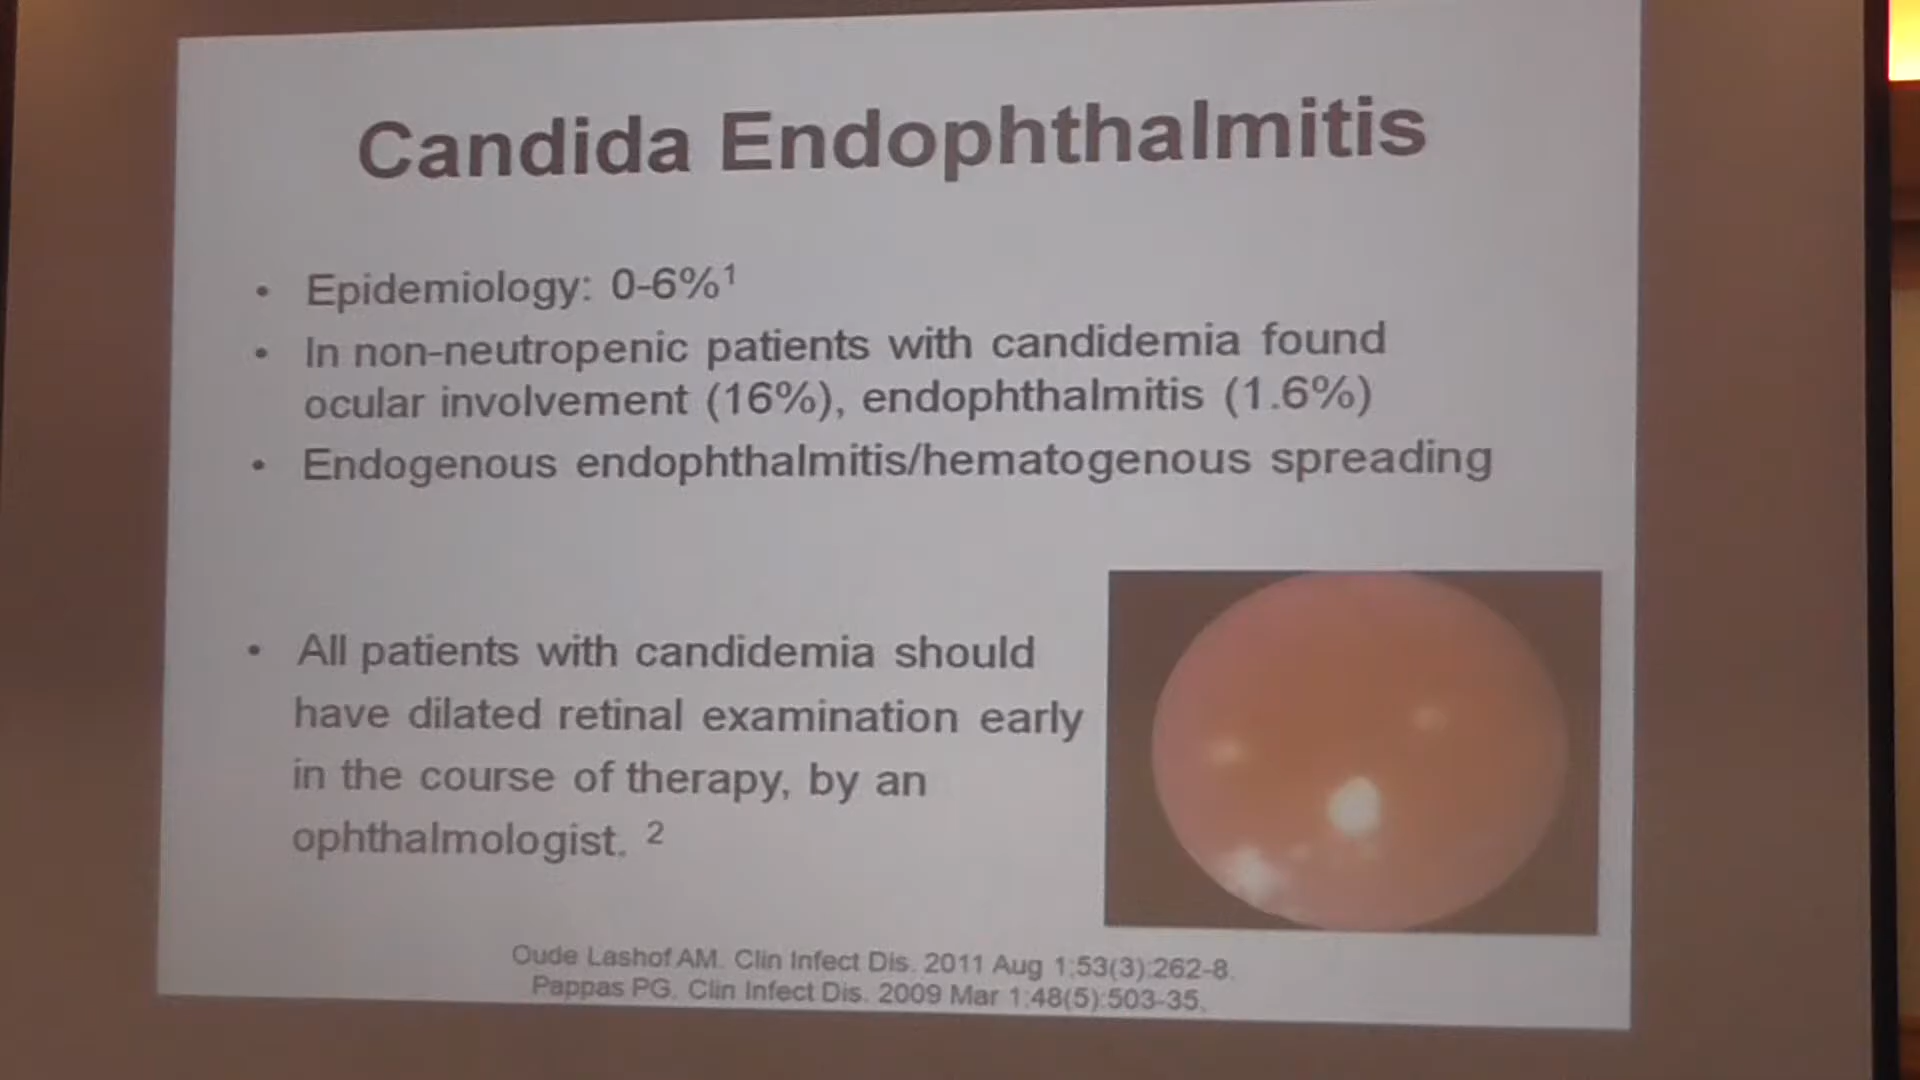 Candida Endophthalmitis
• Epidemiology: 0-6%¹
• In non-neutropenic patients with candidemia found
ocular involvement (16%), endophthalmitis (1.6%)
• Endogenous endophthalmitis/hematogenous spreading
• All patients with candidemia should
have dilated retinal examination early
in the course of therapy, by an
ophthalmologist. ²
Oude Lashof AM. Clin Infect Dis. 2011 Aug 1;53(3):262-8.
Pappas PG. Clin Infect Dis. 2009 Mar 1;48(5):503-35.